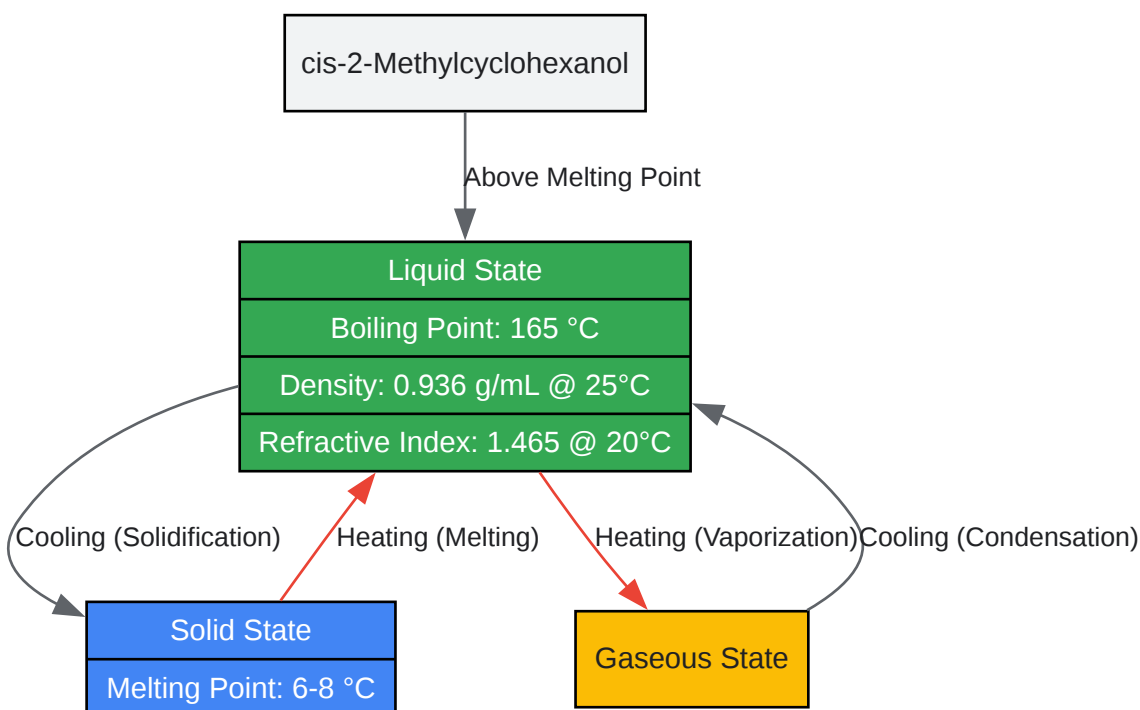 cis-2-Methylcyclohexanol
Above Melting Point
Liquid State
Boiling Point: 165 °C
Density: 0.936 g/mL @ 25°C
Refractive Index: 1.465 @ 20°C
Cooling (Solidification)
Heating (Melting)
Heating (Vaporization)
Cooling (Condensation)
Solid State
Melting Point: 6-8 °C
Gaseous State